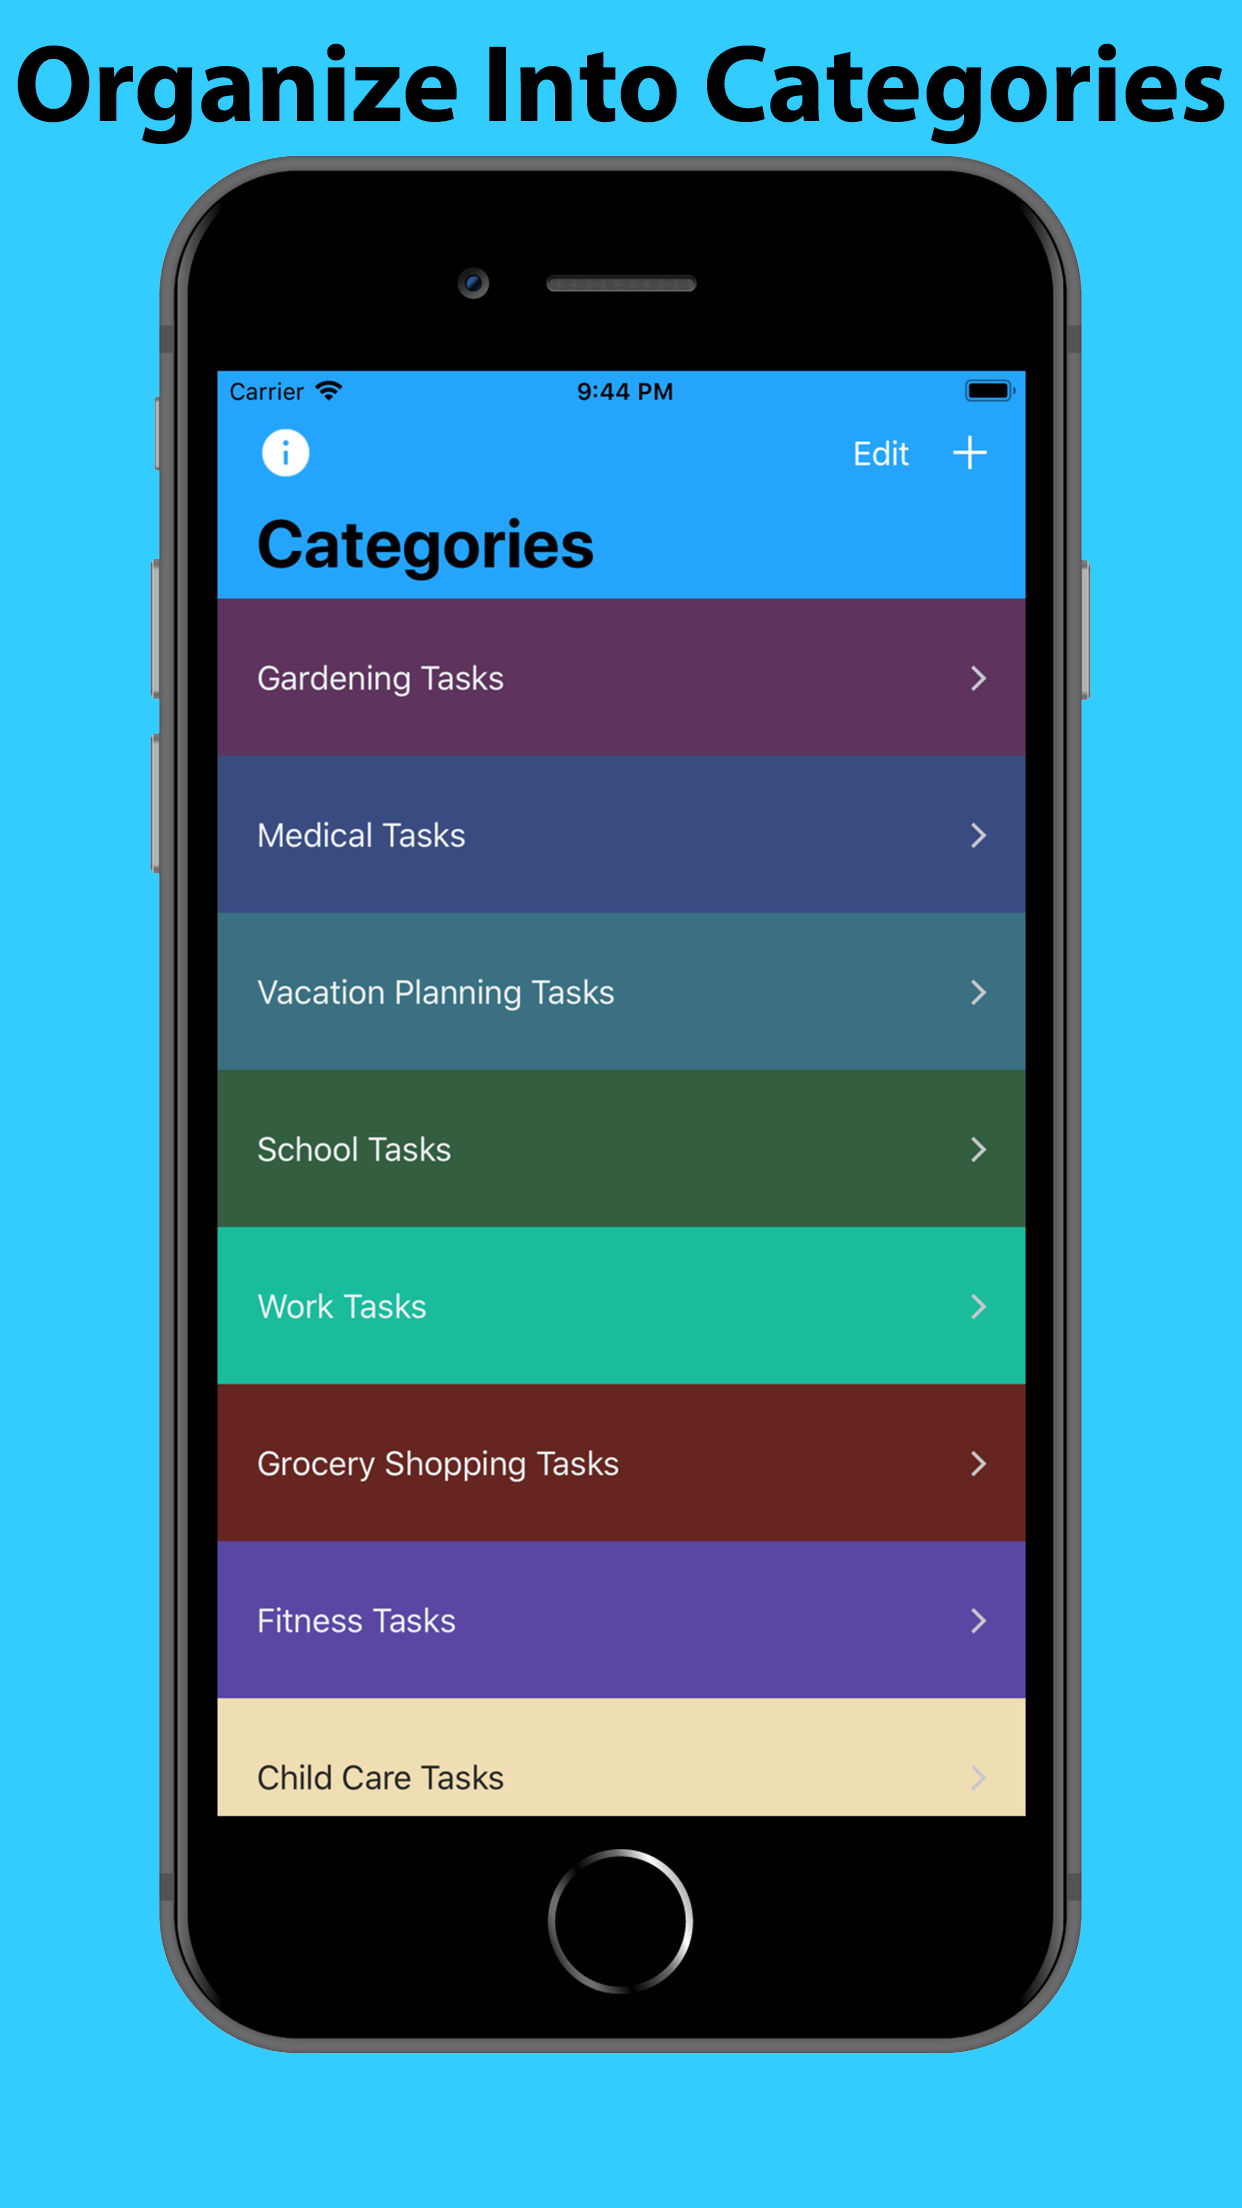 Organize Into Categories
Carrier 9:44 PM
Edit
Categories
Gardening Tasks
Medical Tasks
Vacation Planning Tasks
School Tasks
Work Tasks
Grocery Shopping Tasks
Fitness Tasks
Child Care Tasks